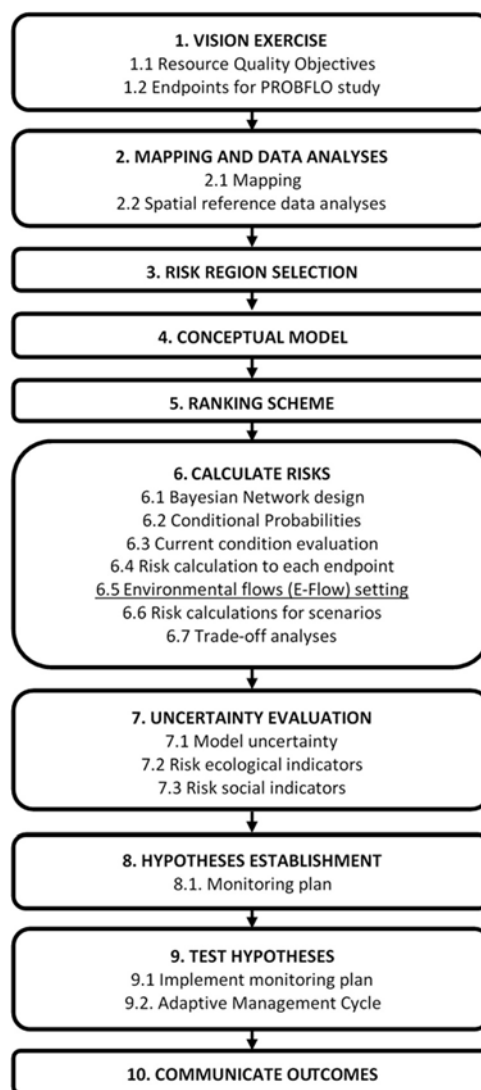 1. VISION EXERCISE
1.1 Resource Quality Objectives
1.2 Endpoints for PROBFLO study
2. MAPPING AND DATA ANALYSES
2.1 Mapping
2.2 Spatial reference data analyses
3. RISK REGION SELECTION
4. CONCEPTUAL MODEL
5. RANKING SCHEME
6. CALCULATE RISKS
6.1 Bayesian Network design
6.2 Conditional Probabilities
6.3 Current condition evaluation
6.4 Risk calculation to each endpoint
6.5 Environmental flows (E-Flow) setting
6.6 Risk calculations for scenarios
6.7 Trade-off analyses
7. UNCERTAINTY EVALUATION
7.1 Model uncertainty
7.2 Risk ecological indicators
7.3 Risk social indicators
8. HYPOTHESES ESTABLISHMENT
8.1. Monitoring plan
9. TEST HYPOTHESES
9.1 Implement monitoring plan
9.2. Adaptive Management Cycle
10. COMMUNICATE OUTCOMES